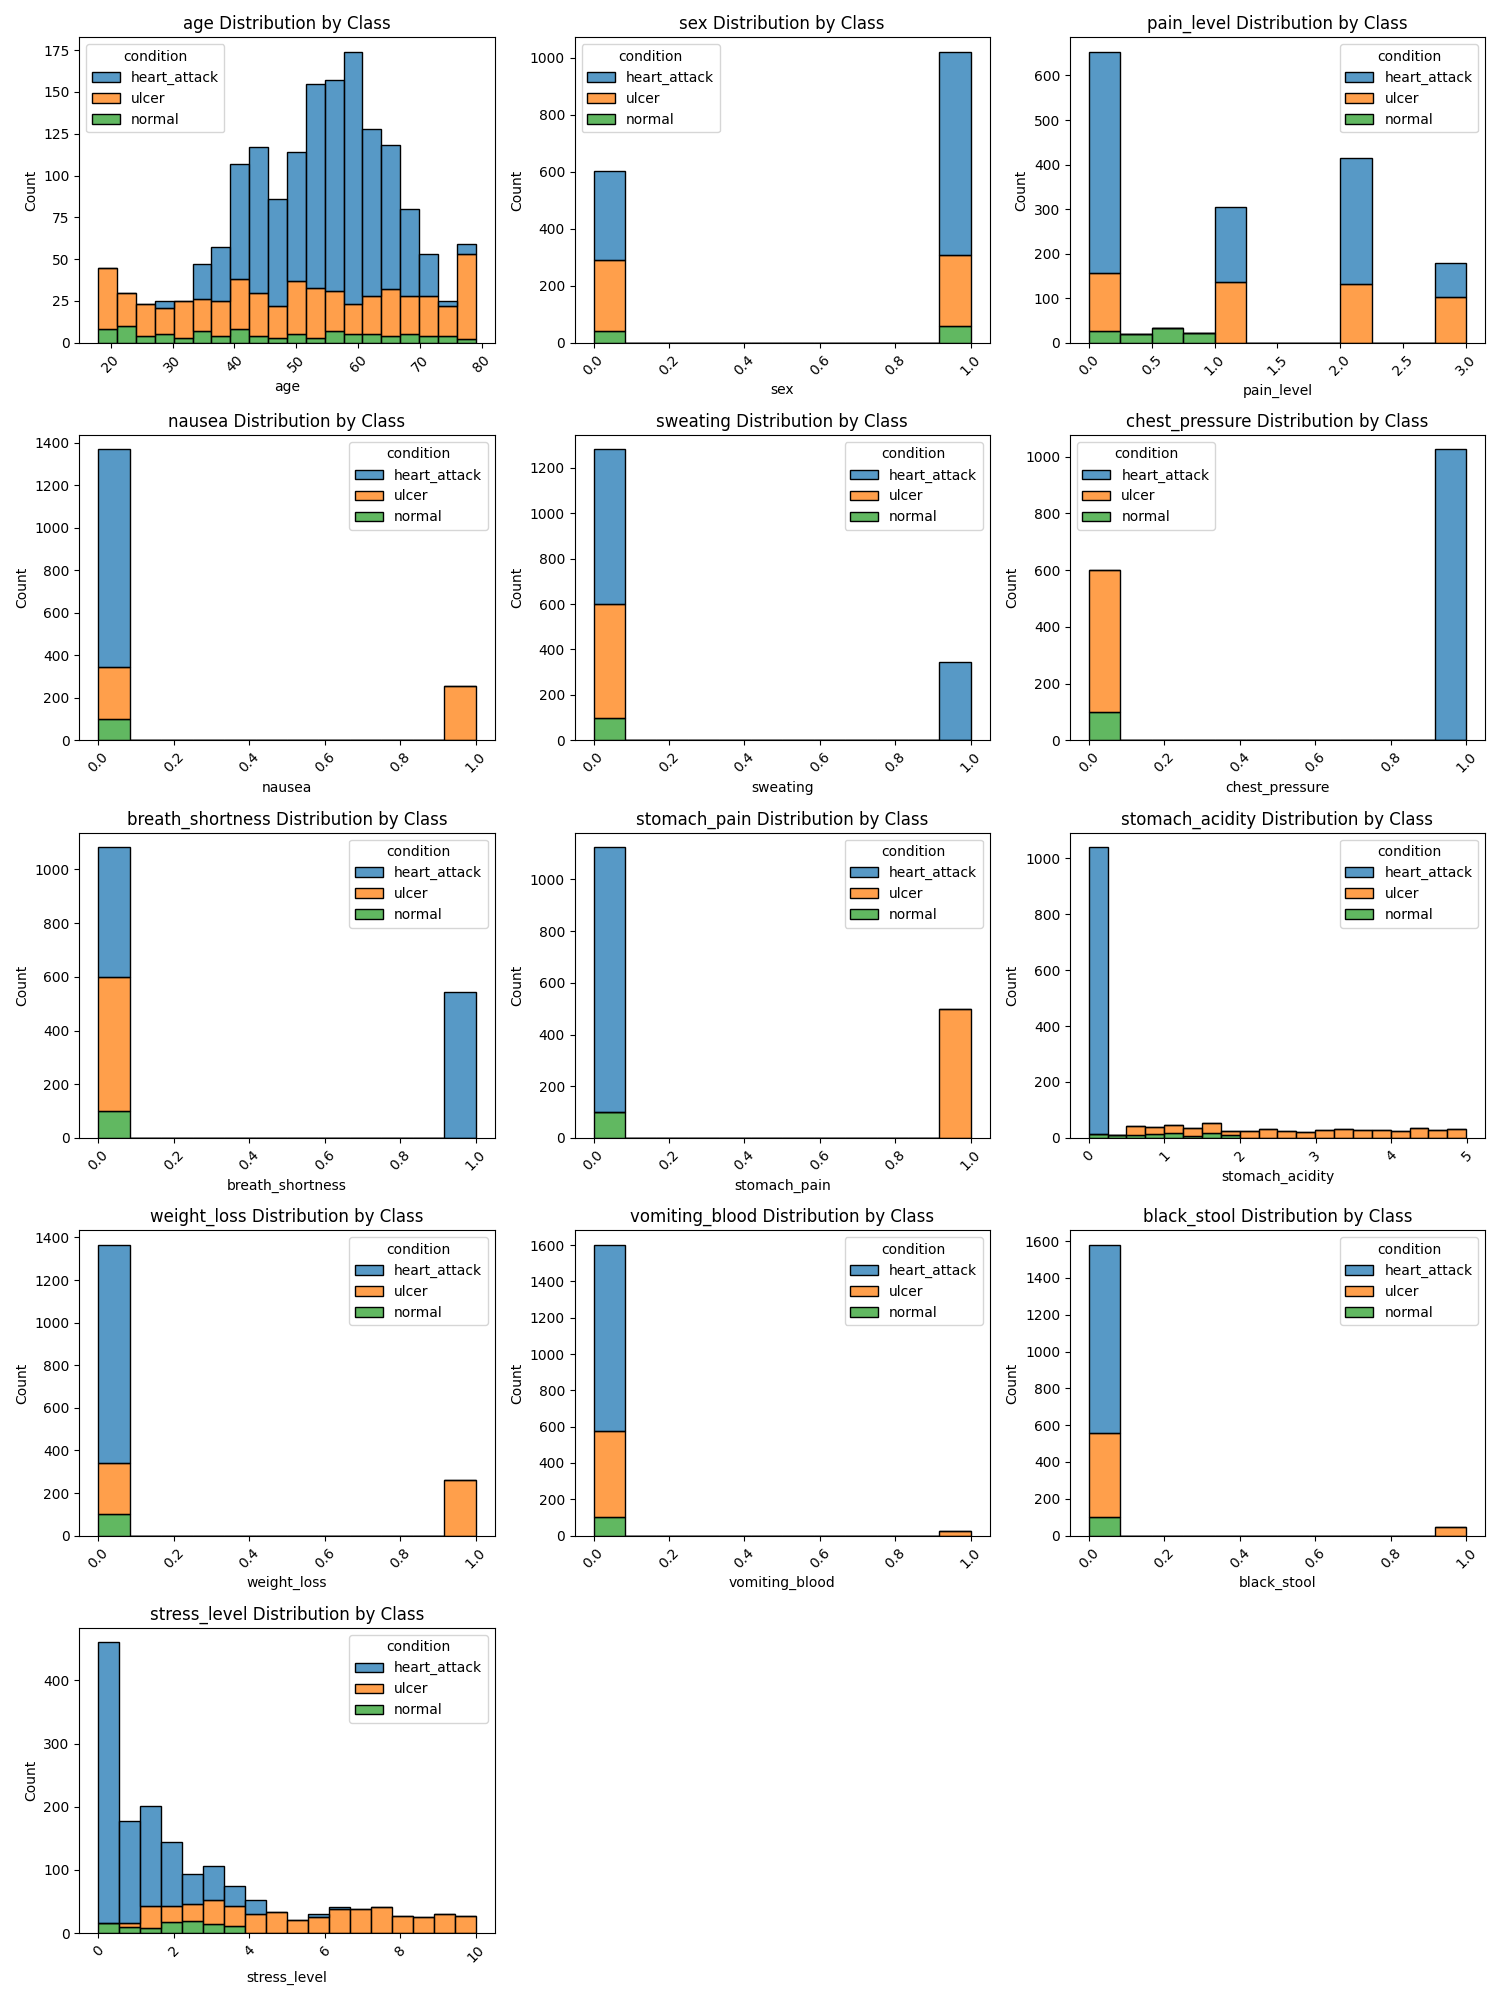 age Distribution by Class
175
150
125
100
75
50
25
0
Count
condition
heart_attack
ulcer
normal
20
30
40
50
60
70
80
age
sex Distribution by Class
1000
800
600
400
200
0
Count
condition
heart_attack
ulcer
normal
0.0
0.2
0.4
0.6
0.8
1.0
sex
pain_level Distribution by Class
600
500
400
300
200
100
0
Count
condition
heart_attack
ulcer
normal
0.0
0.5
1.0
1.5
2.0
2.5
3.0
pain_level
nausea Distribution by Class
1400
1200
1000
800
600
400
200
0
Count
condition
heart_attack
ulcer
normal
0.0
0.2
0.4
0.6
0.8
1.0
nausea
sweating Distribution by Class
1200
1000
800
600
400
200
0
Count
condition
heart_attack
ulcer
normal
0.0
0.2
0.4
0.6
0.8
1.0
sweating
chest_pressure Distribution by Class
1000
800
600
400
200
0
Count
condition
heart_attack
ulcer
normal
0.0
0.2
0.4
0.6
0.8
1.0
chest_pressure
breath_shortness Distribution by Class
1000
800
600
400
200
0
Count
condition
heart_attack
ulcer
normal
0.0
0.2
0.4
0.6
0.8
1.0
breath_shortness
stomach_pain Distribution by Class
1000
800
600
400
200
0
Count
condition
heart_attack
ulcer
normal
0.0
0.2
0.4
0.6
0.8
1.0
stomach_pain
stomach_acidity Distribution by Class
1000
800
600
400
200
0
Count
condition
heart_attack
ulcer
normal
0
1
2
3
4
5
stomach_acidity
weight_loss Distribution by Class
1400
1200
1000
800
600
400
200
0
Count
condition
heart_attack
ulcer
normal
0.0
0.2
0.4
0.6
0.8
1.0
weight_loss
vomiting_blood Distribution by Class
1600
1400
1200
1000
800
600
400
200
0
Count
condition
heart_attack
ulcer
normal
0.0
0.2
0.4
0.6
0.8
1.0
vomiting_blood
black_stool Distribution by Class
1600
1400
1200
1000
800
600
400
200
0
Count
condition
heart_attack
ulcer
normal
0.0
0.2
0.4
0.6
0.8
1.0
black_stool
stress_level Distribution by Class
400
300
200
100
0
Count
condition
heart_attack
ulcer
normal
0
2
4
6
8
10
stress_level